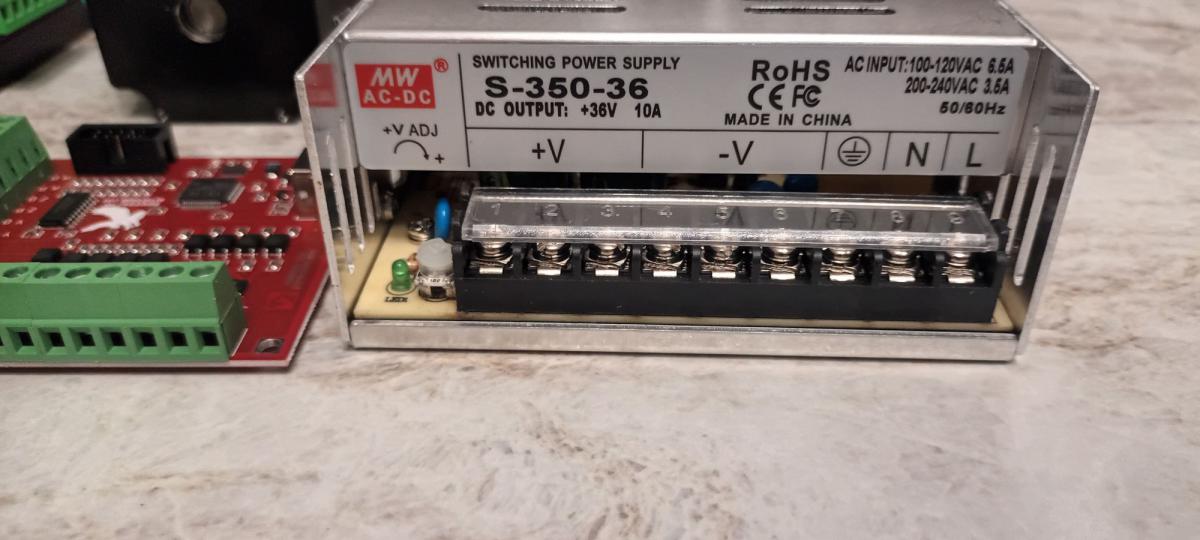 MW
AC-DC
®
+V ADJ
+
SWITCHING POWER SUPPLY
S-350-36
DC OUTPUT: +36V 10A
RoHS
CE FC
MADE IN CHINA
AC INPUT:100-120VAC 6.5A
200-240VAC 3.5A
50/60Hz
+V
-V
N
L
1 2 3 4 5 6 8 9
LED1